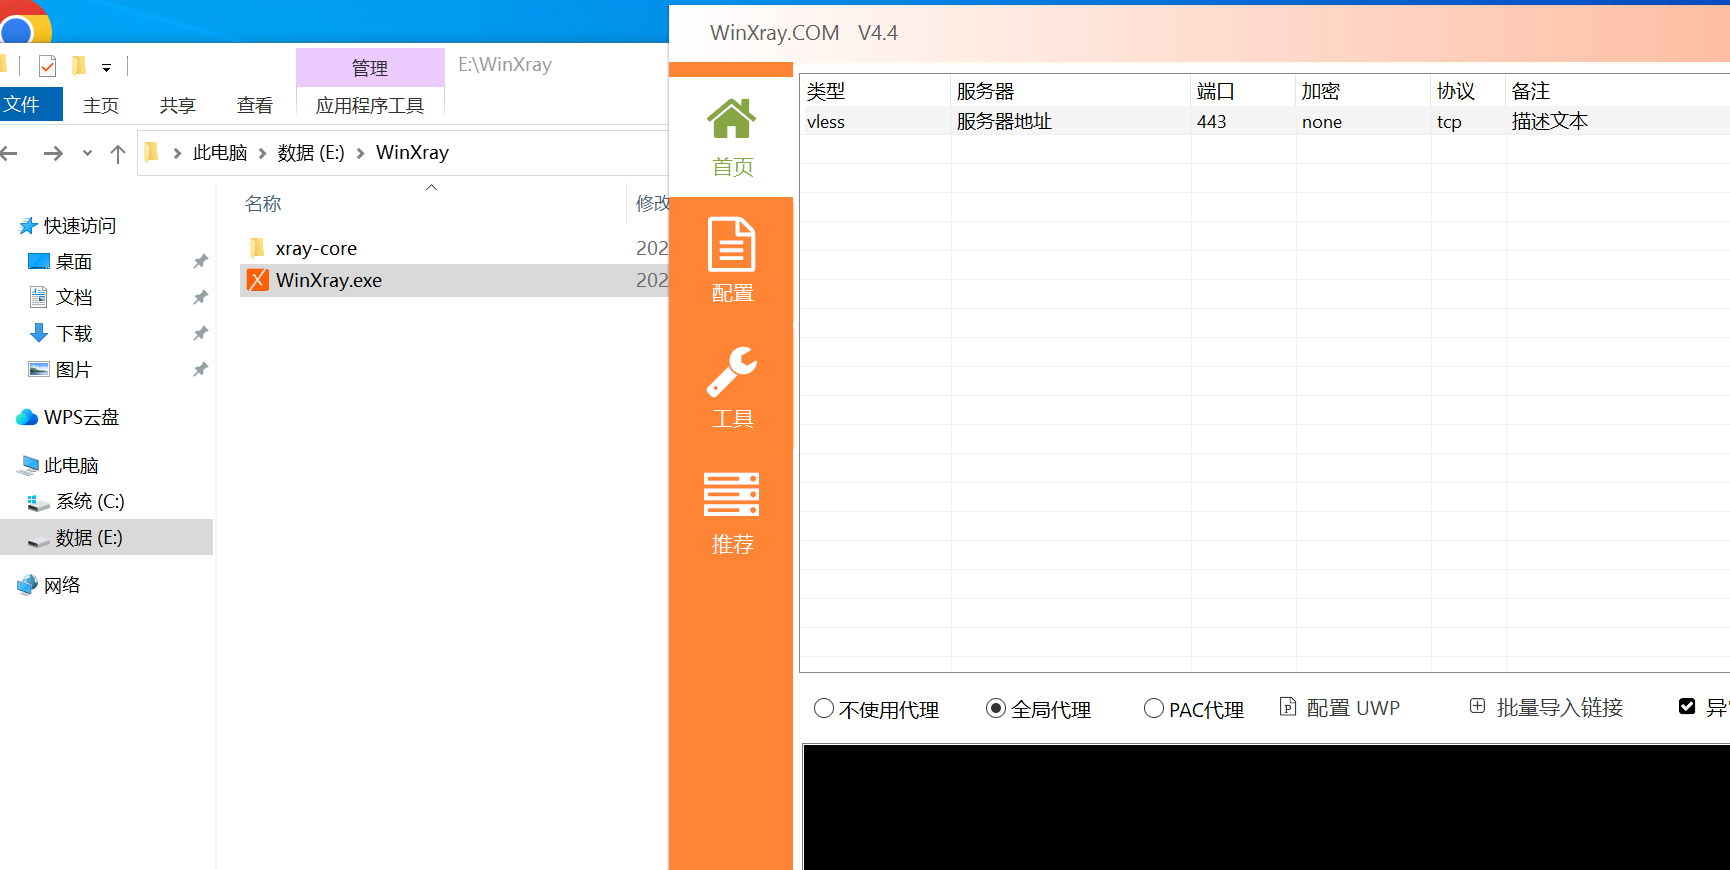 管理
E:\WinXray
文件
主页
共享
查看
应用程序工具
此电脑
数据 (E:)
WinXray
名称
修改
xray-core
202
WinXray.exe
202
快速访问
桌面
文档
下载
图片
WPS云盘
此电脑
系统 (C:)
数据 (E:)
网络
WinXray.COM V4.4
首页
配置
工具
推荐
类型 服务器 端口 加密 协议 备注
vless 服务器地址 443 none tcp 描述文本
不使用代理 全局代理 PAC代理 配置 UWP 批量导入链接 异